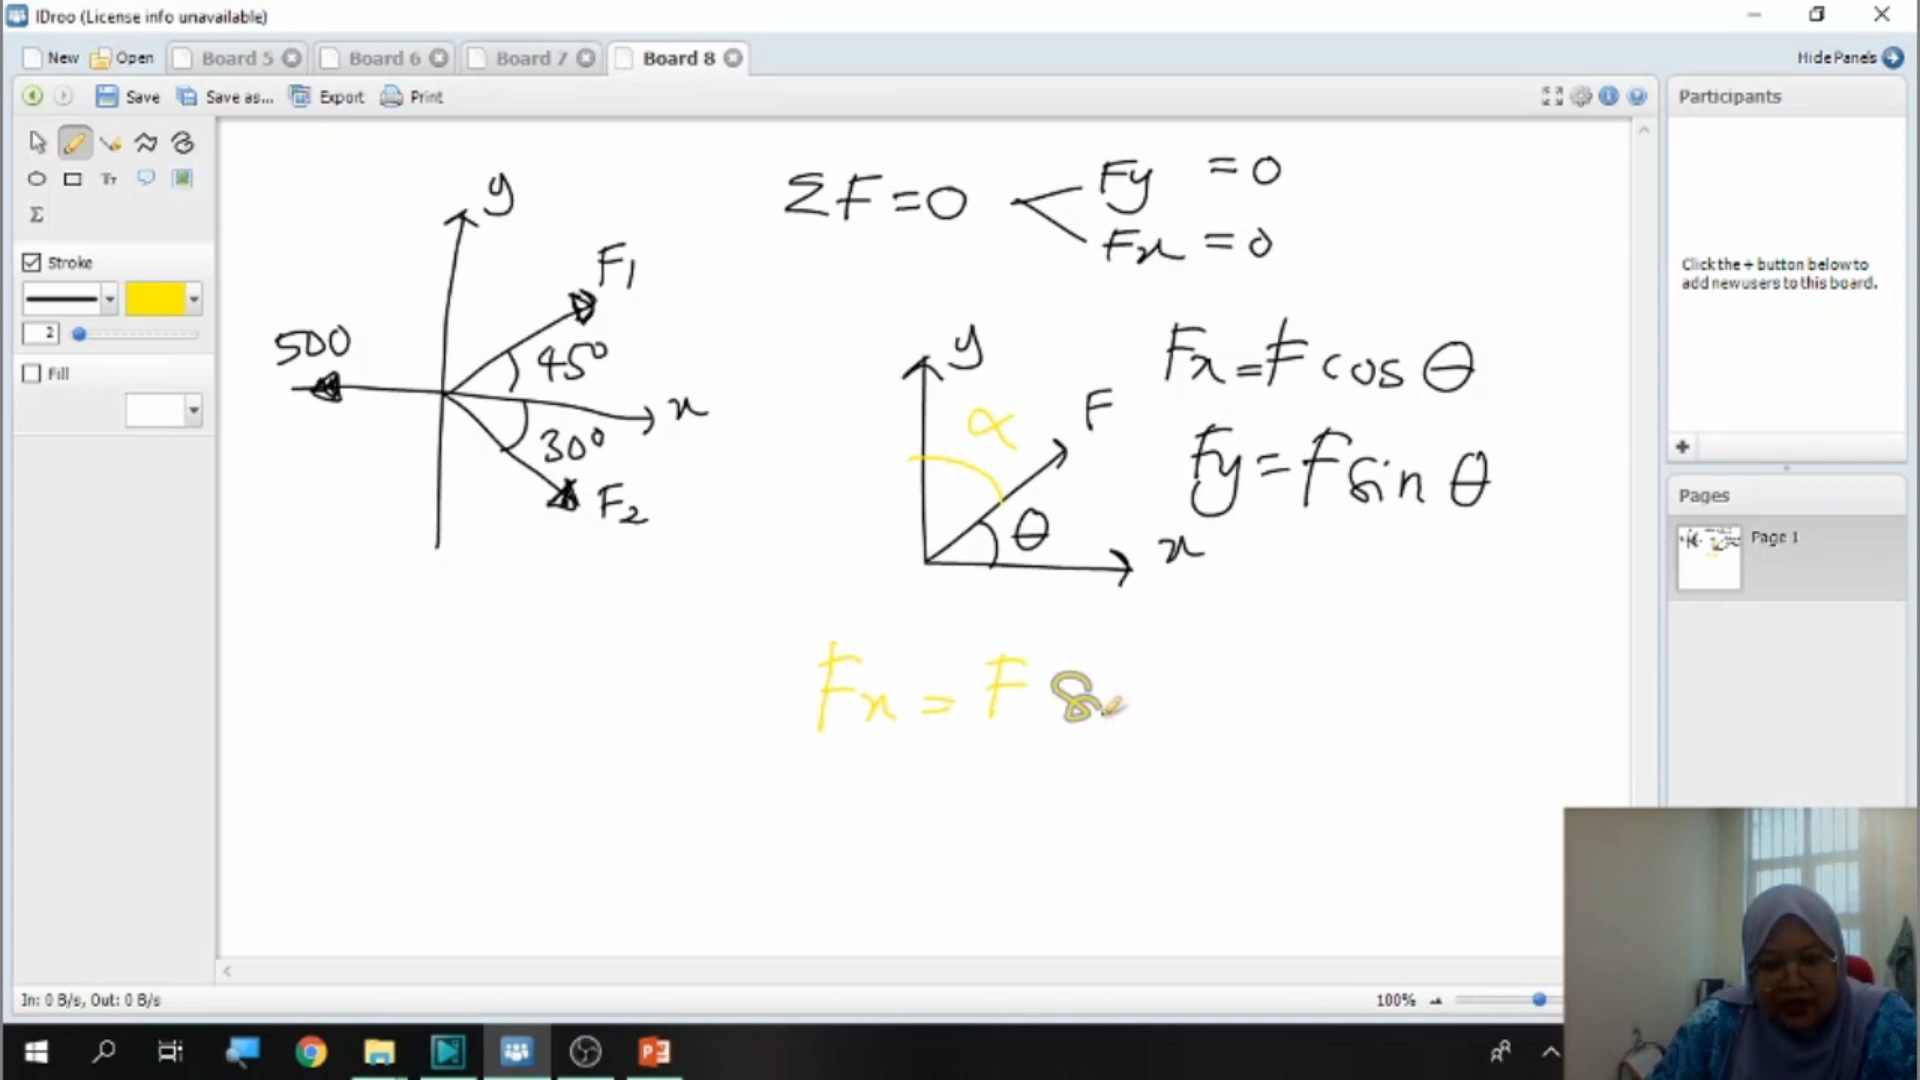 IDroo (License info unavailable)
New Open Board 5 Board 6 Board 7 Board 8 Hide Panels
Save Save as... Export Print
Participants
Click the + button below to
add new users to this board.
Pages
Page 1
Stroke
2
Fill
y
F₁
500
45°
x
30°
F₂
ΣF=0
Fy =0
Fx =0
y
α
F
θ
x
Fx=F cos θ
Fy=F sin θ
Fx = F s
In: 0 B/s, Out: 0 B/s
100%